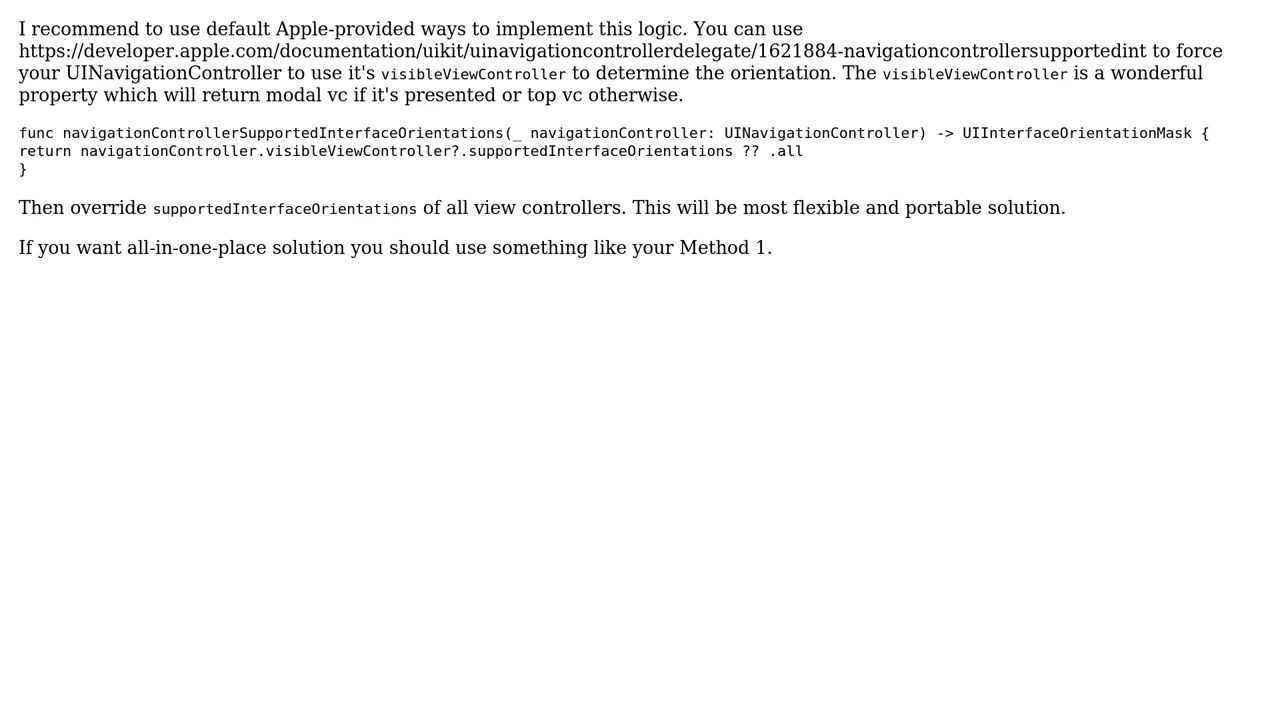 I recommend to use default Apple-provided ways to implement this logic. You can use
https://developer.apple.com/documentation/uikit/uinavigationcontrollerdelegate/1621884-navigationcontrollersupportedint to force
your UINavigationController to use it's visibleViewController to determine the orientation. The visibleViewController is a wonderful
property which will return modal vc if it's presented or top vc otherwise.
func navigationControllerSupportedInterfaceOrientations(_ navigationController: UINavigationController) -> UIInterfaceOrientationMask {
return navigationController.visibleViewController?.supportedInterfaceOrientations ?? .all
}
Then override supportedInterfaceOrientations of all view controllers. This will be most flexible and portable solution.
If you want all-in-one-place solution you should use something like your Method 1.